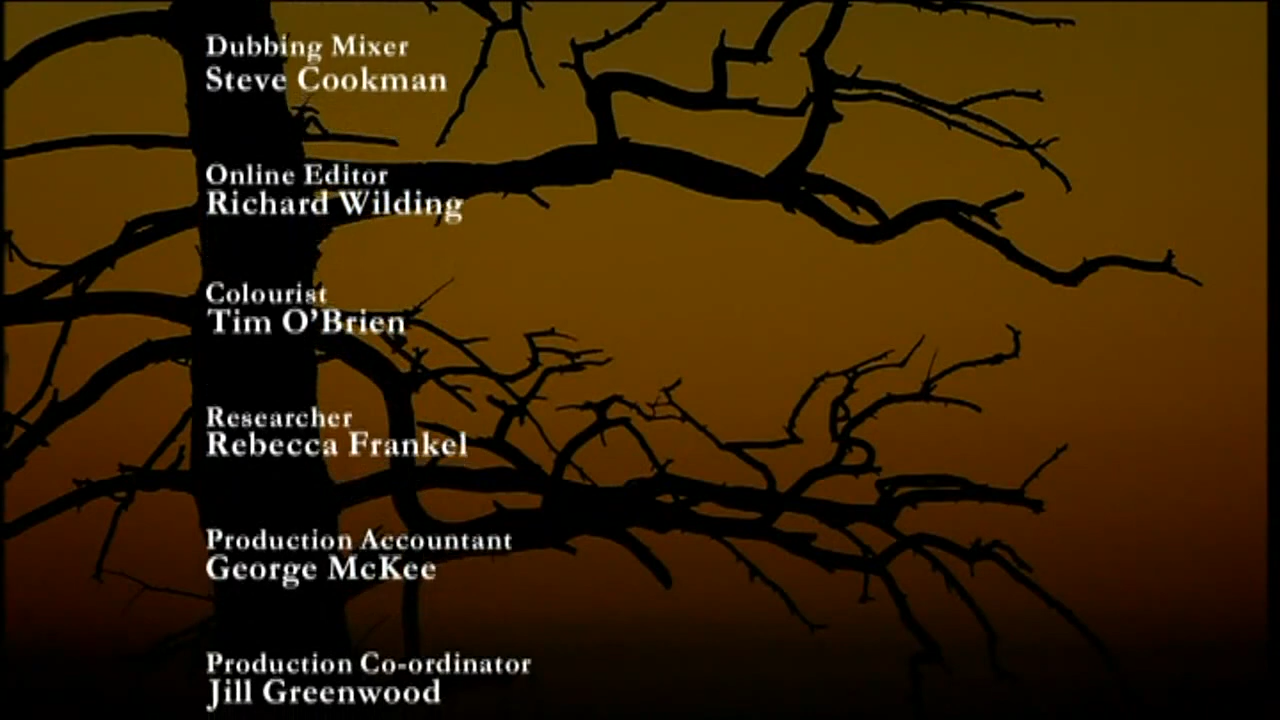 Dubbing Mixer
Steve Cookman
Online Editor
Richard Wilding
Colourist
Tim O'Brien
Researcher
Rebecca Frankel
Production Accountant
George McKee
Production Co-ordinator
Jill Greenwood